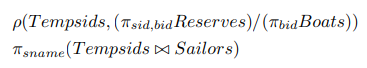 ρ(Tempsids, (π_{sid,bid}Reserves)/(π_{bid}Boats))
π_{sname}(Tempsids ⋈ Sailors)